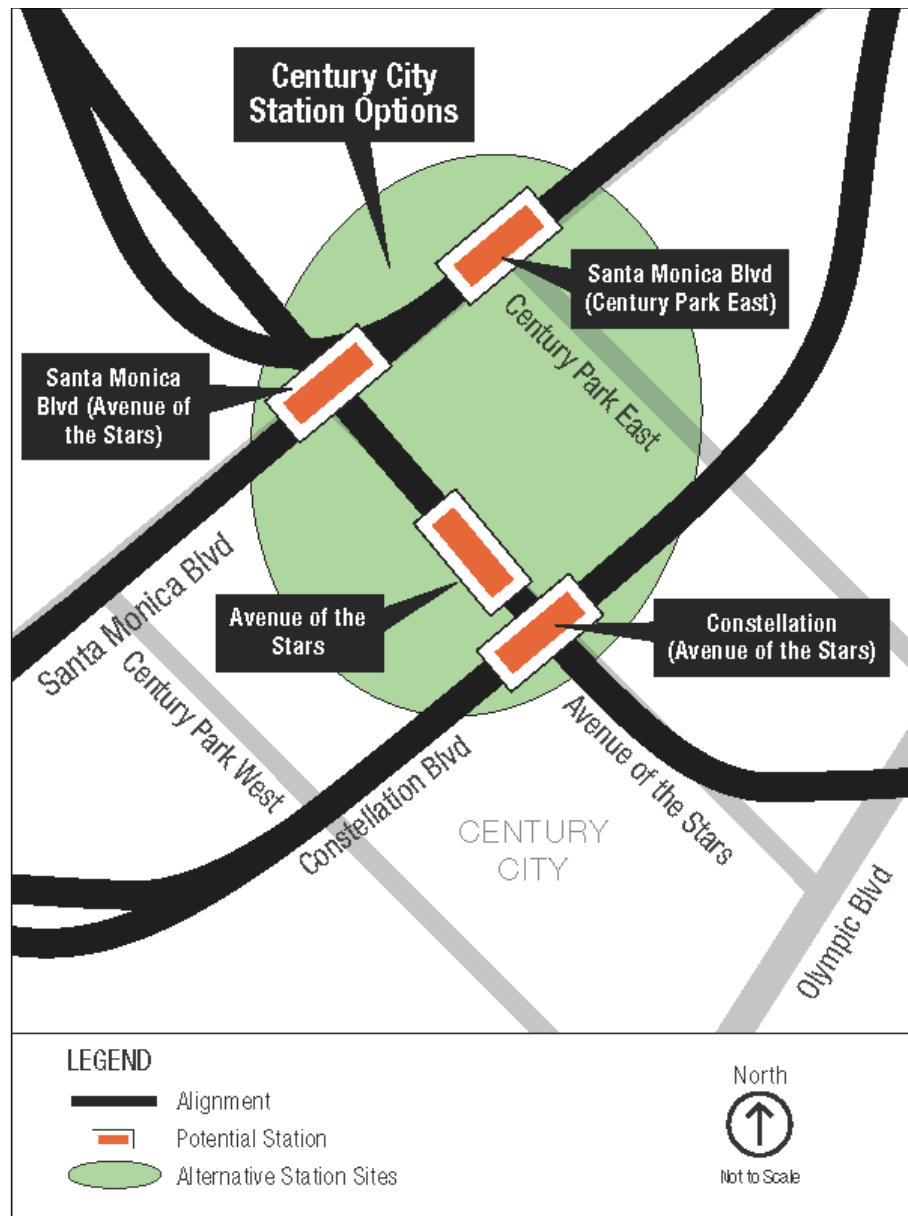 Century City
Station Options
Santa Monica Blvd
(Century Park East)
Century Park East
Santa Monica
Blvd (Avenue of
the Stars)
Santa Monica Blvd
Avenue of the
Stars
Constellation
(Avenue of the Stars)
Century Park West
Constellation Blvd
Avenue of the Stars
CENTURY
CITY
Olympic Blvd
LEGEND
Alignment
Potential Station
Alternative Station Sites
North
Not to Scale